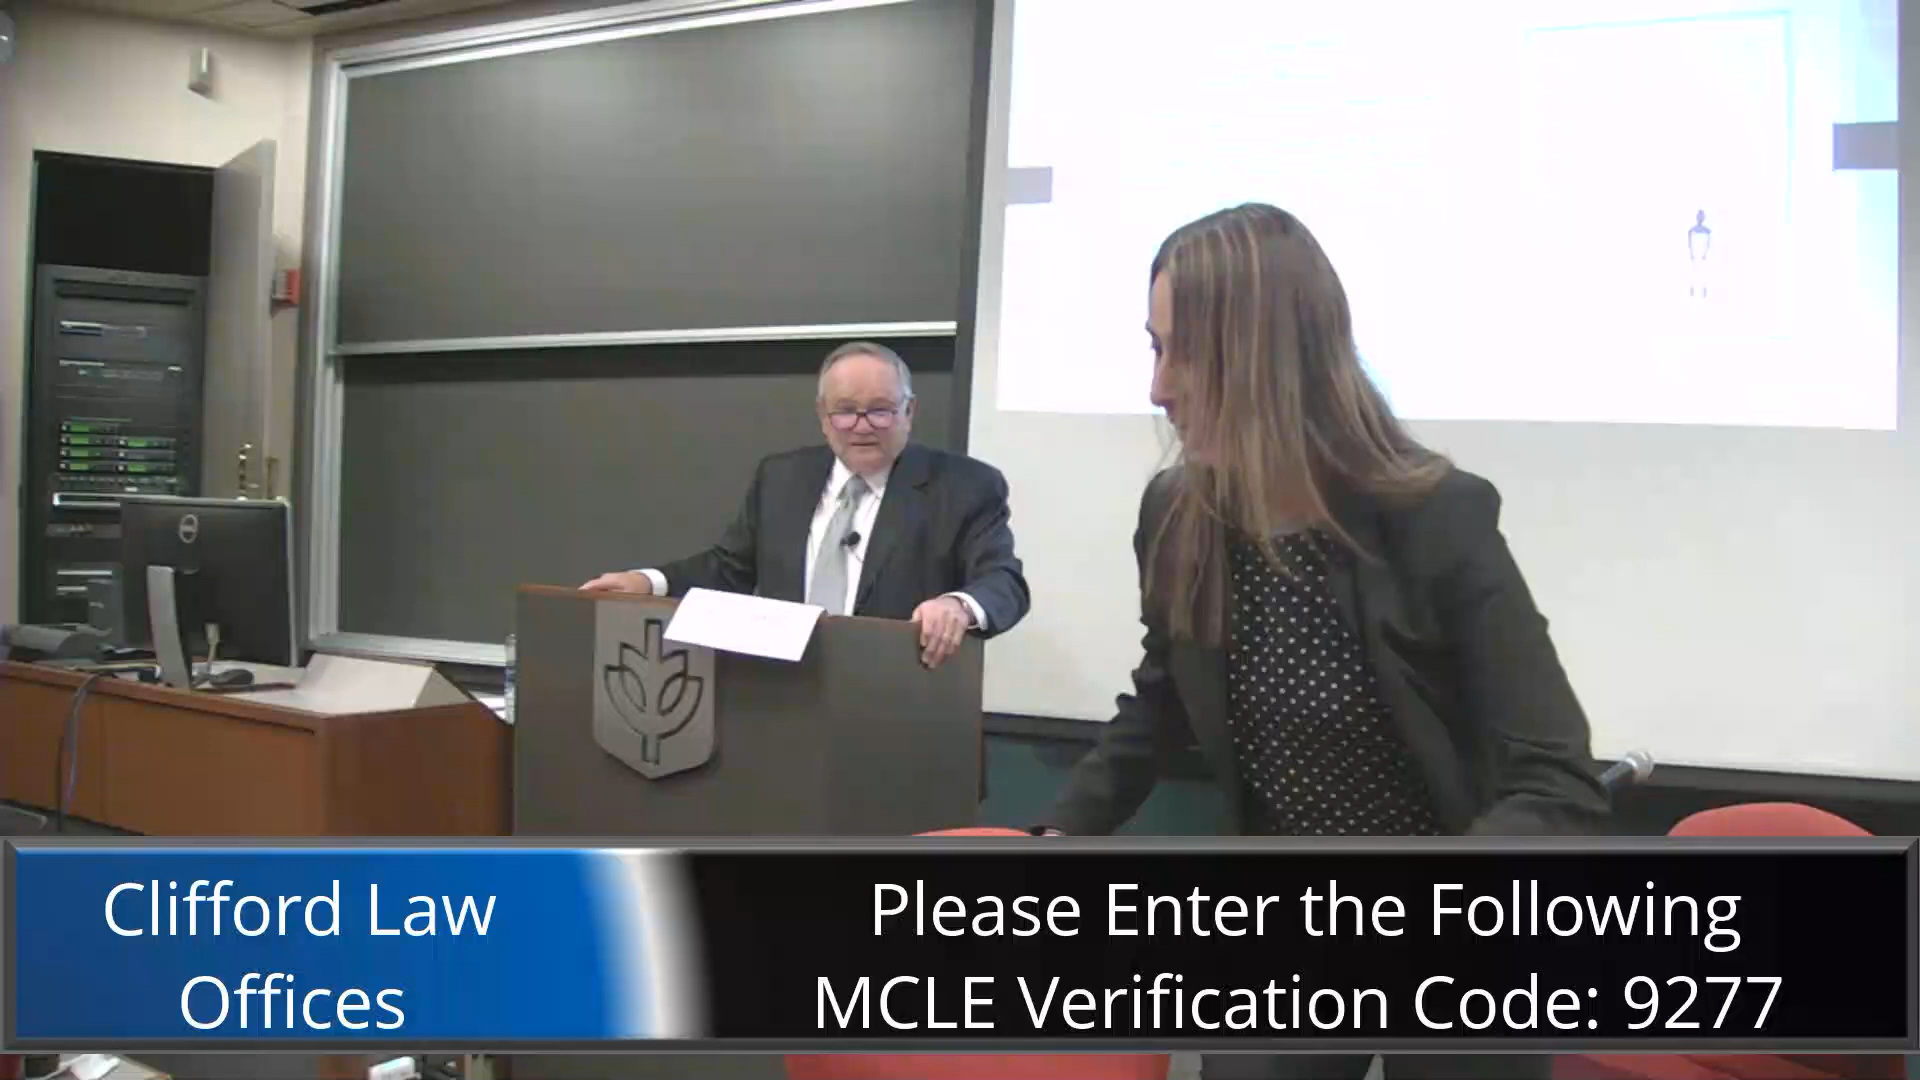 Clifford Law
Offices
Please Enter the Following
MCLE Verification Code: 9277